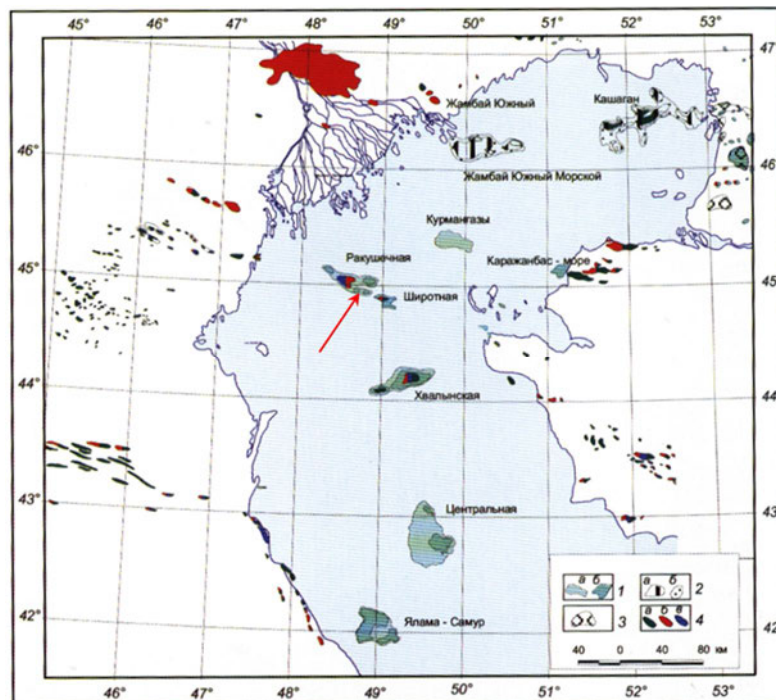 45° 46° 47° 48° 49° 50° 51° 52° 53°
47
Жамбай Южный
Кашаган
46°
46
Жамбай Южный Морской
Курмангазы
Ракушечная
Каражанбас - море
45°
45
Широтная
44°
44
Хвалынская
43°
43
Центральная
а б 1 а б 2
42°
42
Ялама - Самур
3 а б в 4
40 0 40 80
км
46° 47° 48° 49° 50° 51° 52° 53°